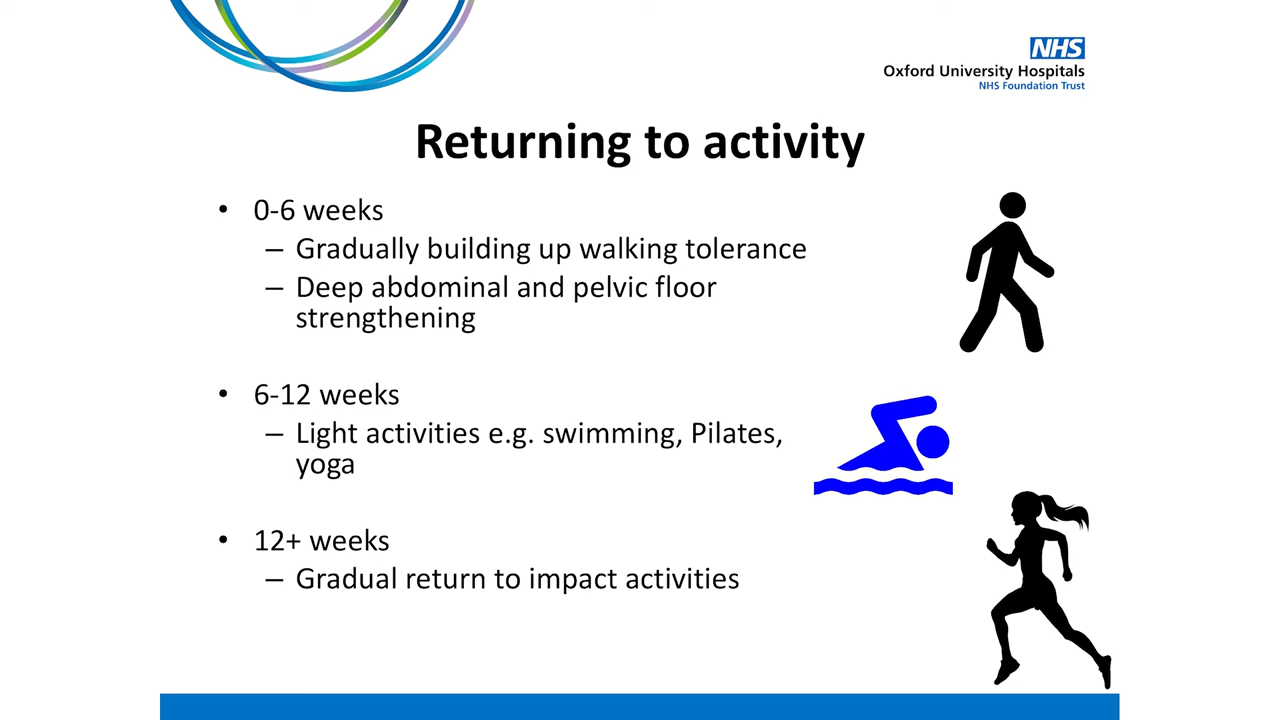 NHS
Oxford University Hospitals
NHS Foundation Trust
Returning to activity
• 0-6 weeks
– Gradually building up walking tolerance
– Deep abdominal and pelvic floor
strengthening
• 6-12 weeks
– Light activities e.g. swimming, Pilates,
yoga
• 12+ weeks
– Gradual return to impact activities